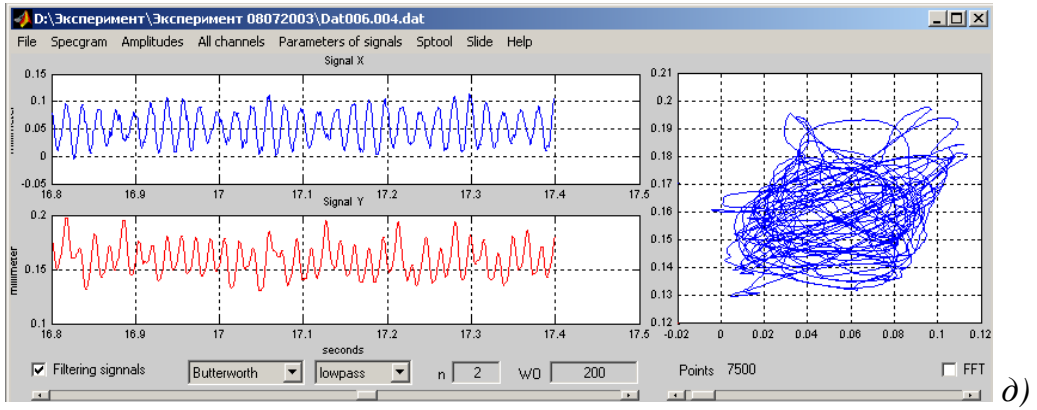 D:\Эксперимент\Эксперимент 08072003\Dat006.004.dat
File Specgram Amplitudes All channels Parameters of signals Sptool Slide Help
Signal X
0.15
0.1
0.05
0
-0.05
16.8 16.9 17 17.1 17.2 17.3 17.4 17.5
Signal Y
millimeter
0.2
0.15
0.1
16.8 16.9 17 17.1 17.2 17.3 17.4 17.5
seconds
0.21
0.2
0.19
0.18
0.17
0.16
0.15
0.14
0.13
0.12
-0.02 0 0.02 0.04 0.06 0.08 0.1 0.12
Filtering signnals Butterworth lowpass n 2 W0 200 Points 7500 FFT
д)